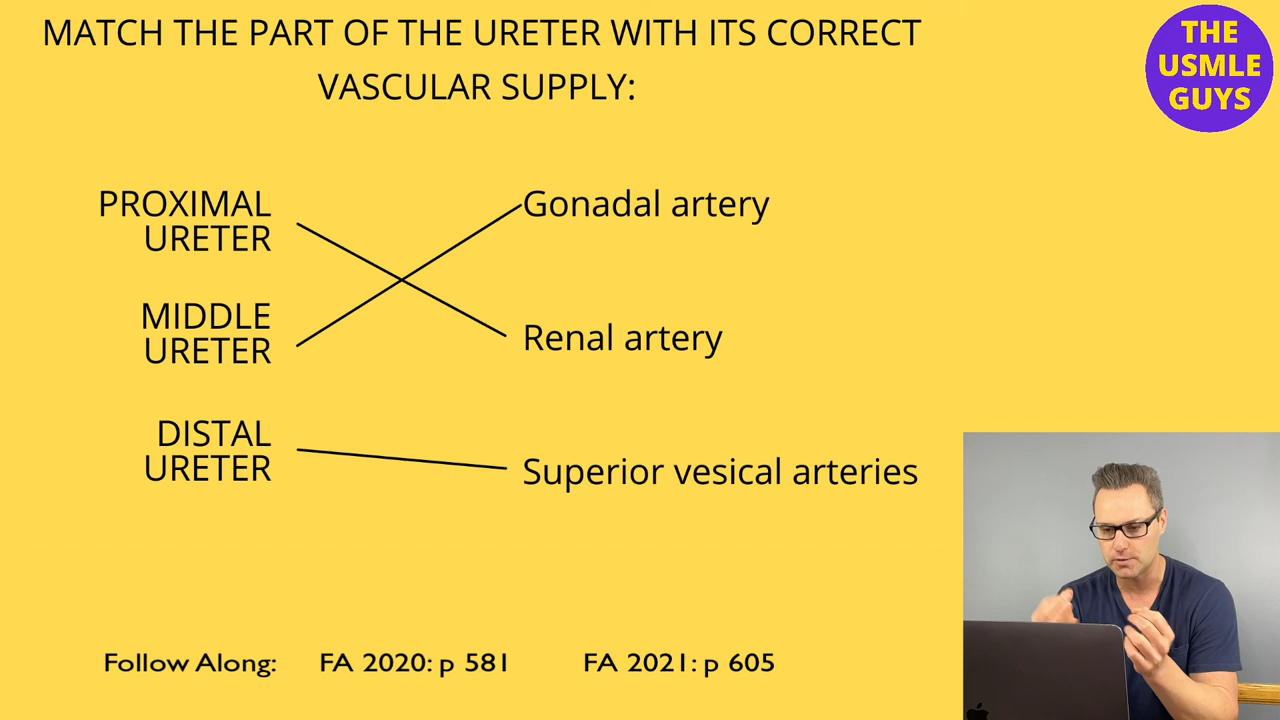 MATCH THE PART OF THE URETER WITH ITS CORRECT
VASCULAR SUPPLY:
THE
USMLE
GUYS
PROXIMAL
URETER
Gonadal artery
MIDDLE
URETER
Renal artery
DISTAL
URETER
Superior vesical arteries
Follow Along: FA 2020: p 581 FA 2021: p 605